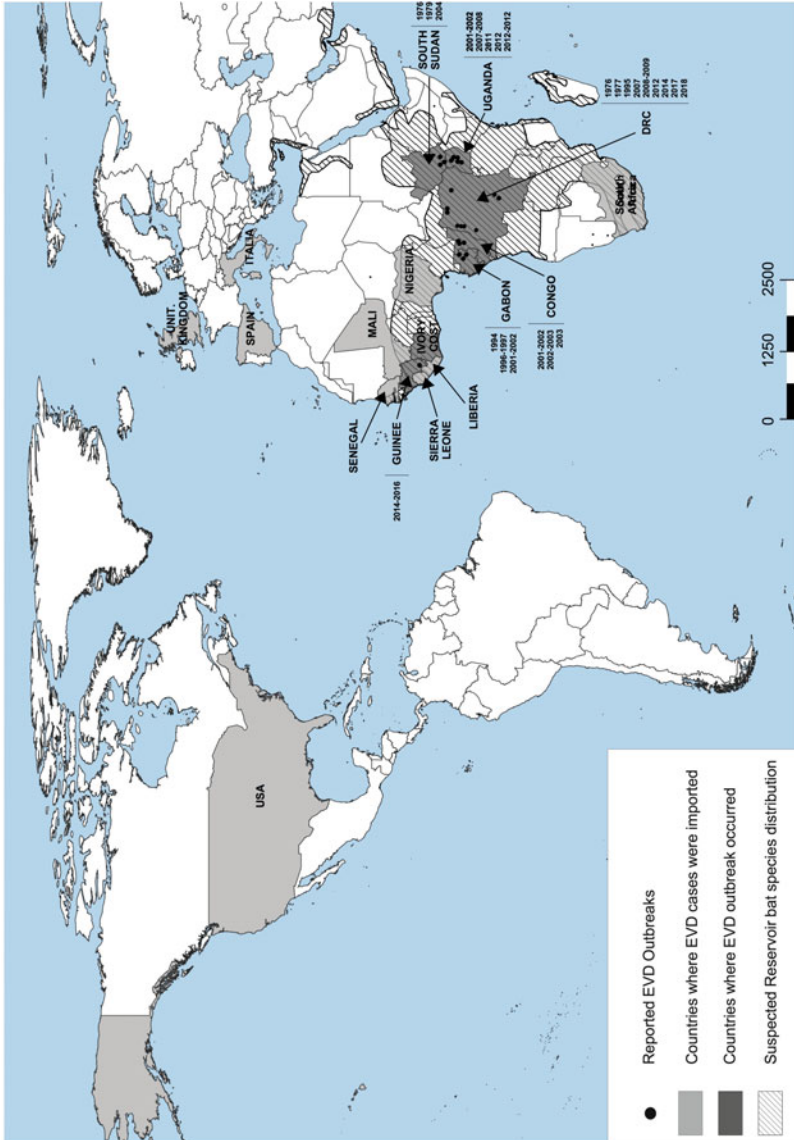 USA
UNIT.
KINGDOM
SPAIN
ITALIA
MALI
NIGERIA
IVORY
COST
SENEGAL
GUINEE
2014-2016
SIERRA
LEONE
LIBERIA
GABON
1994
1996-1997
2001-2002
CONGO
2001-2002
2002-2003
2003
SOUTH
SUDAN
1976
1979
2004
UGANDA
2001-2002
2007-2008
2811
2012
2012-2012
DRC
1976
1977
1995
2007
2008-2009
2012
2014
2017
2018
South
Africa
0 1250 2500
Reported EVD Outbreaks
Countries where EVD cases were imported
Countries where EVD outbreak occurred
Suspected Reservoir bat species distribution